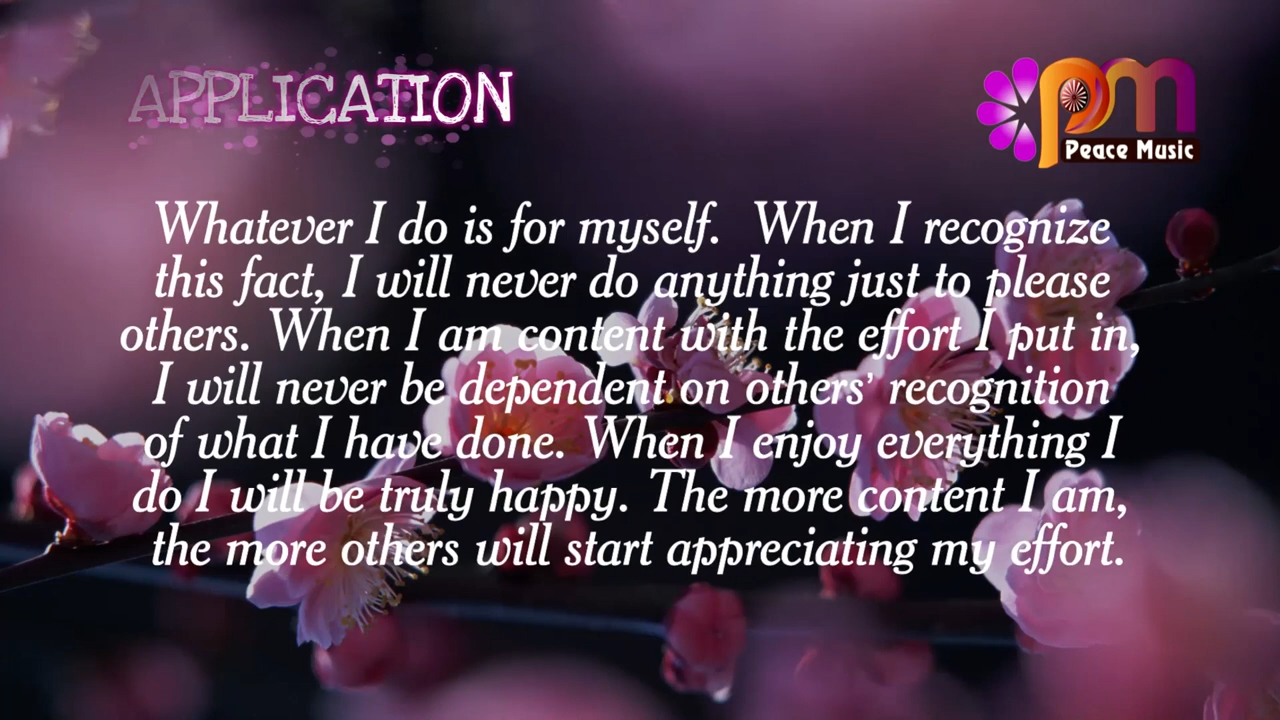 APPLICATION
pm
Peace Music
Whatever I do is for myself.  When I recognize
this fact, I will never do anything just to please
others. When I am content with the effort I put in,
I will never be dependent on others' recognition
of what I have done. When I enjoy everything I
do I will be truly happy. The more content I am,
the more others will start appreciating my effort.